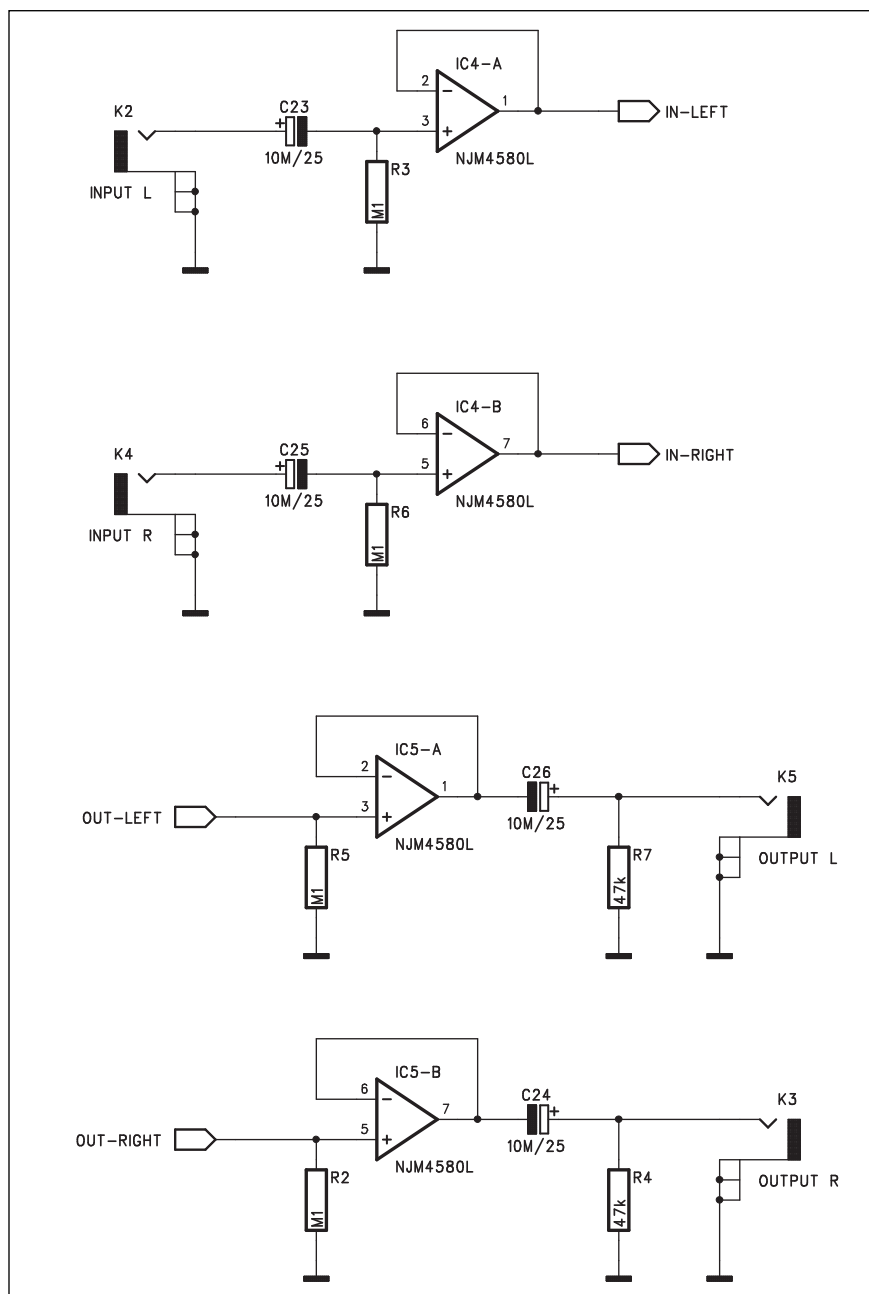 IC4-A
2
1
3
C23
K2
IN-LEFT
10M/25
R3
M1
NJM4580L
INPUT L
IC4-B
6
7
5
C25
K4
IN-RIGHT
10M/25
R6
M1
NJM4580L
INPUT R
IC5-A
2
1
3
C26
K5
OUT-LEFT
10M/25
NJM4580L
R5
M1
R7
47k
OUTPUT L
IC5-B
6
7
5
C24
K3
OUT-RIGHT
10M/25
NJM4580L
R2
M1
R4
47k
OUTPUT R